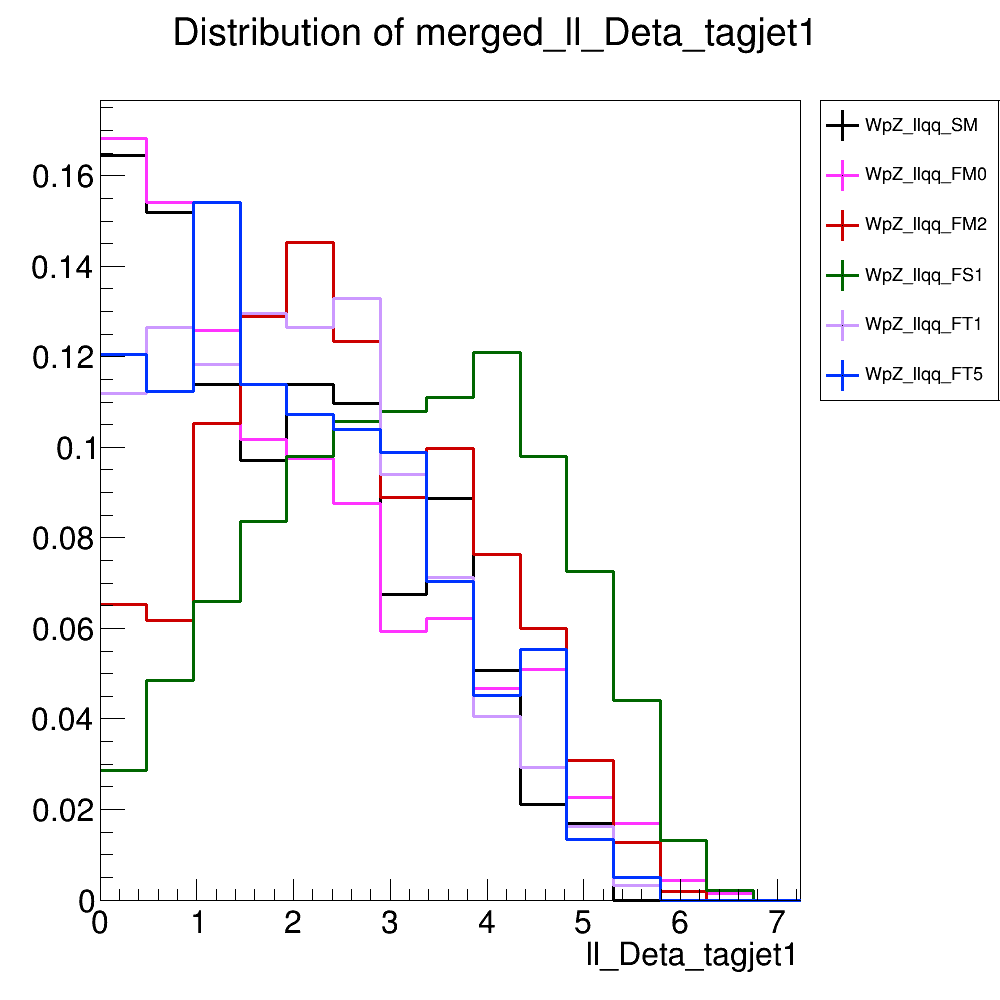 Distribution of merged_ll_Deta_tagjet1
WpZ_llqq_SM
WpZ_llqq_FM0
WpZ_llqq_FM2
WpZ_llqq_FS1
WpZ_llqq_FT1
WpZ_llqq_FT5
0.16
0.14
0.12
0.1
0.08
0.06
0.04
0.02
0
0 1 2 3 4 5 6 7
ll_Deta_tagjet1